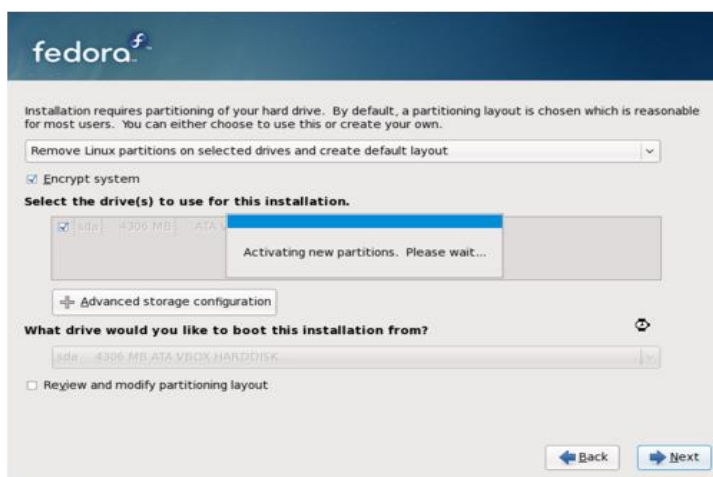 fedora
Installation requires partitioning of your hard drive. By default, a partitioning layout is chosen which is reasonable
for most users. You can either choose to use this or create your own.
Remove Linux partitions on selected drives and create default layout
Encrypt system
Select the drive(s) to use for this installation.
sda 4306 MB ATA
Activating new partitions. Please wait...
Advanced storage configuration
What drive would you like to boot this installation from?
sda 4306 MB ATA VBOX HARDDISK
Review and modify partitioning layout
Back
Next